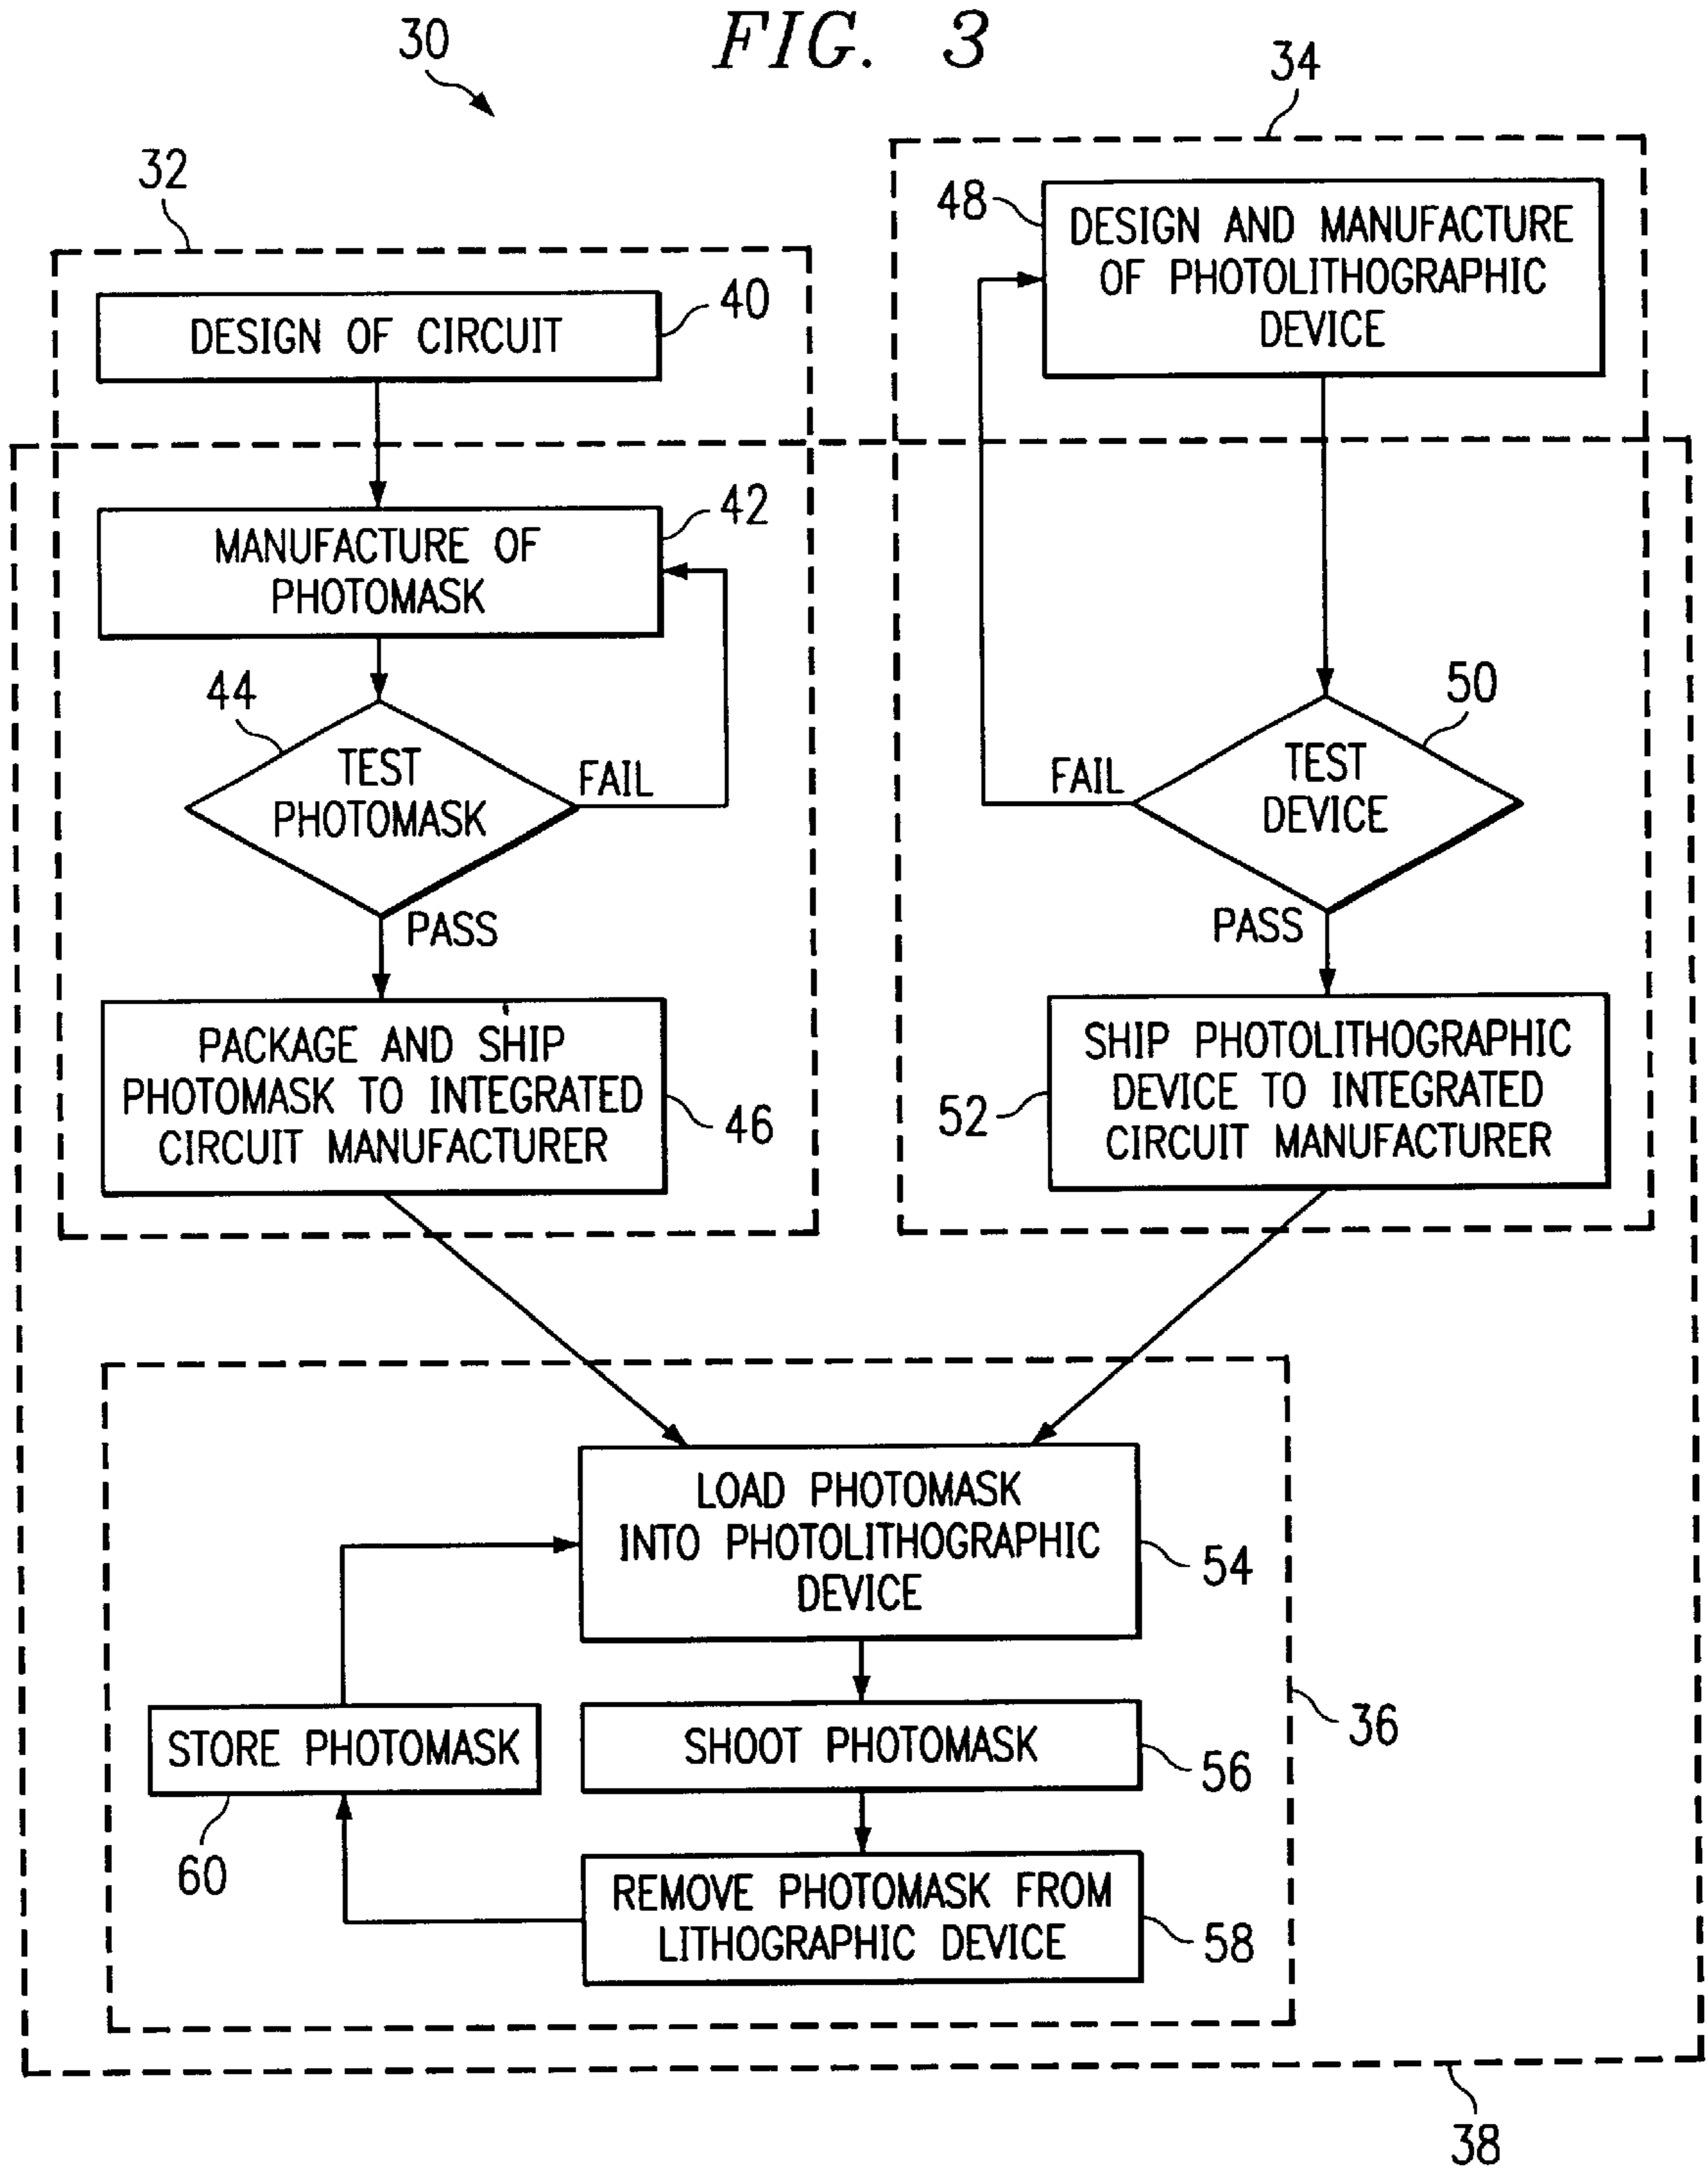 FIG. 3
30
34
32
48
DESIGN AND MANUFACTURE
OF PHOTOLITHOGRAPHIC
DEVICE
40
DESIGN OF CIRCUIT
42
MANUFACTURE OF
PHOTOMASK
44
TEST
PHOTOMASK
FAIL
PASS
50
TEST
DEVICE
FAIL
PASS
PACKAGE AND SHIP
PHOTOMASK TO INTEGRATED
CIRCUIT MANUFACTURER
46
SHIP PHOTOLITHOGRAPHIC
DEVICE TO INTEGRATED
CIRCUIT MANUFACTURER
52
LOAD PHOTOMASK
INTO PHOTOLITHOGRAPHIC
DEVICE
54
STORE PHOTOMASK
60
SHOOT PHOTOMASK
56
36
REMOVE PHOTOMASK FROM
LITHOGRAPHIC DEVICE
58
38